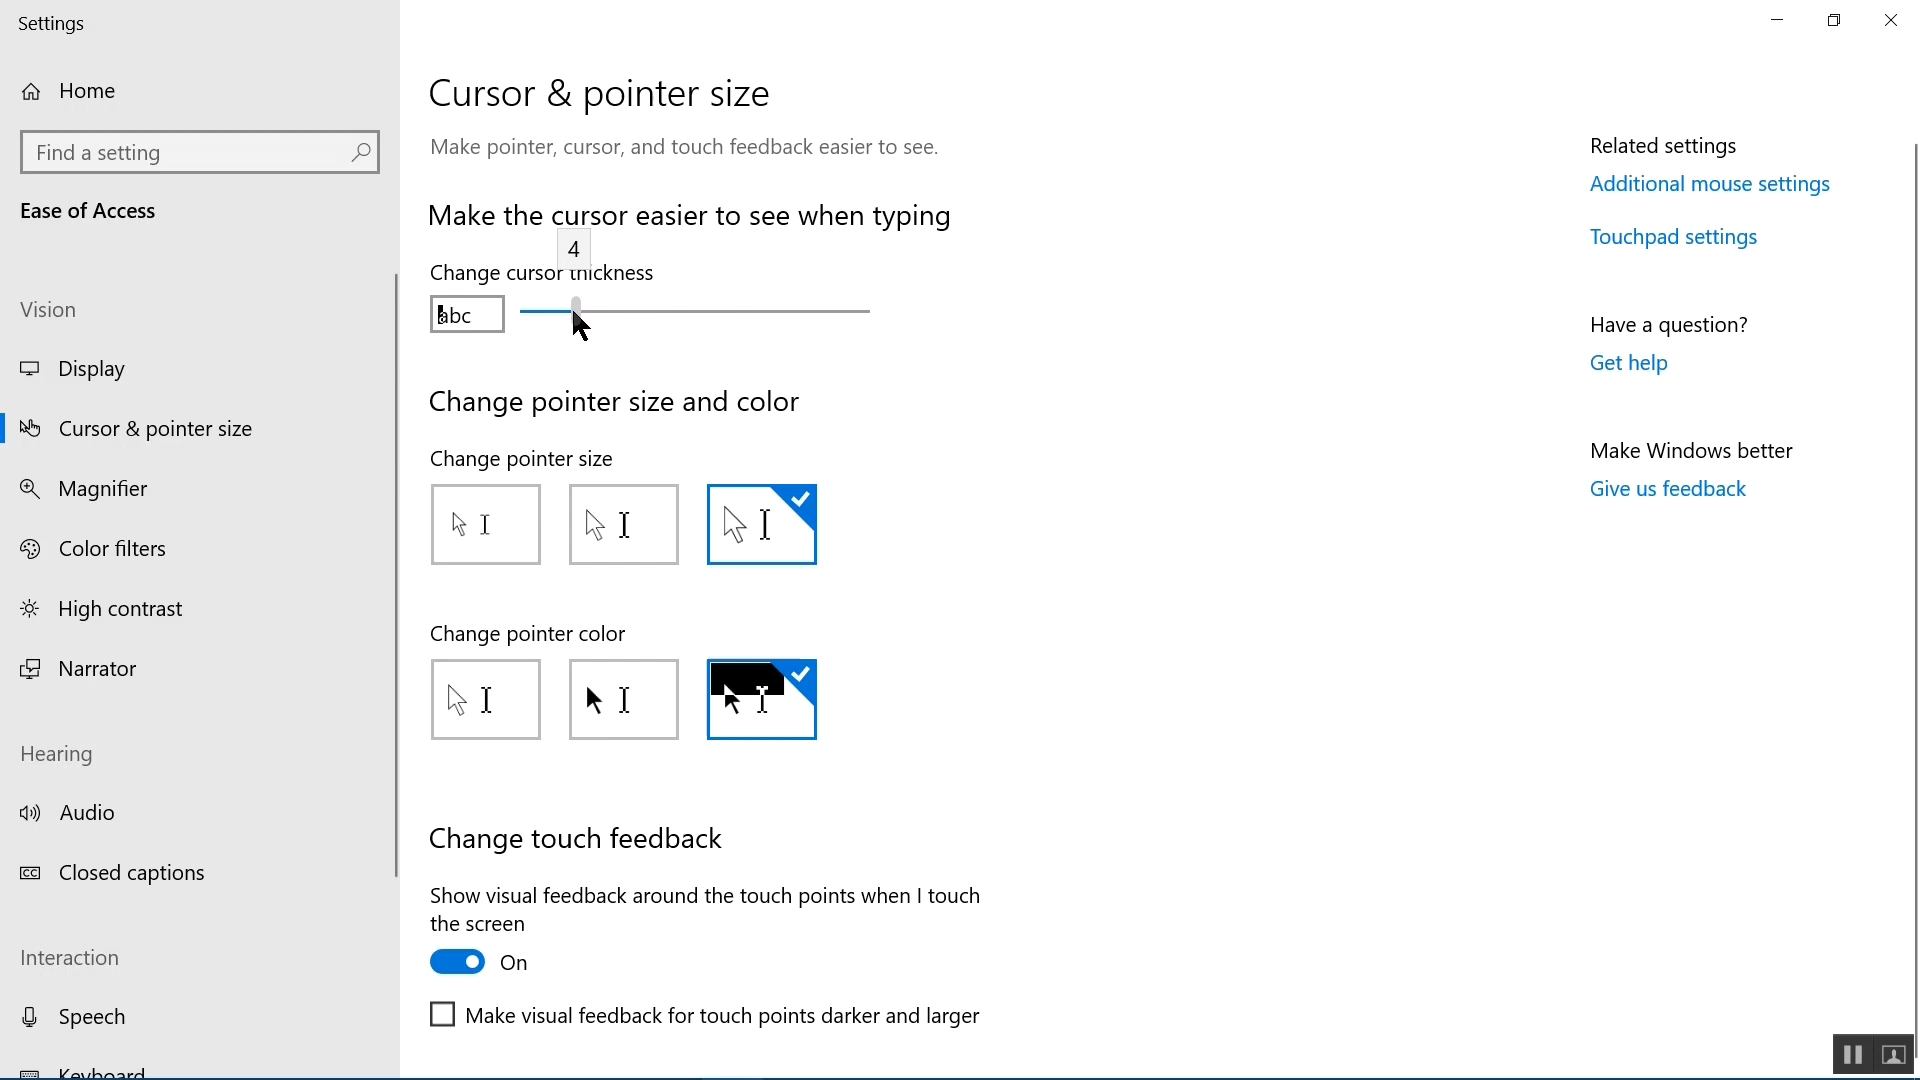 Settings
Home
Find a setting
Ease of Access
Vision
Display
Cursor & pointer size
Magnifier
Color filters
High contrast
Narrator
Hearing
Audio
Closed captions
Interaction
Speech
Keyboard
Cursor & pointer size
Make pointer, cursor, and touch feedback easier to see.
Make the cursor easier to see when typing
4
Change cursor thickness
abc
Change pointer size and color
Change pointer size
Change pointer color
Change touch feedback
Show visual feedback around the touch points when I touch
the screen
On
Make visual feedback for touch points darker and larger
Related settings
Additional mouse settings
Touchpad settings
Have a question?
Get help
Make Windows better
Give us feedback